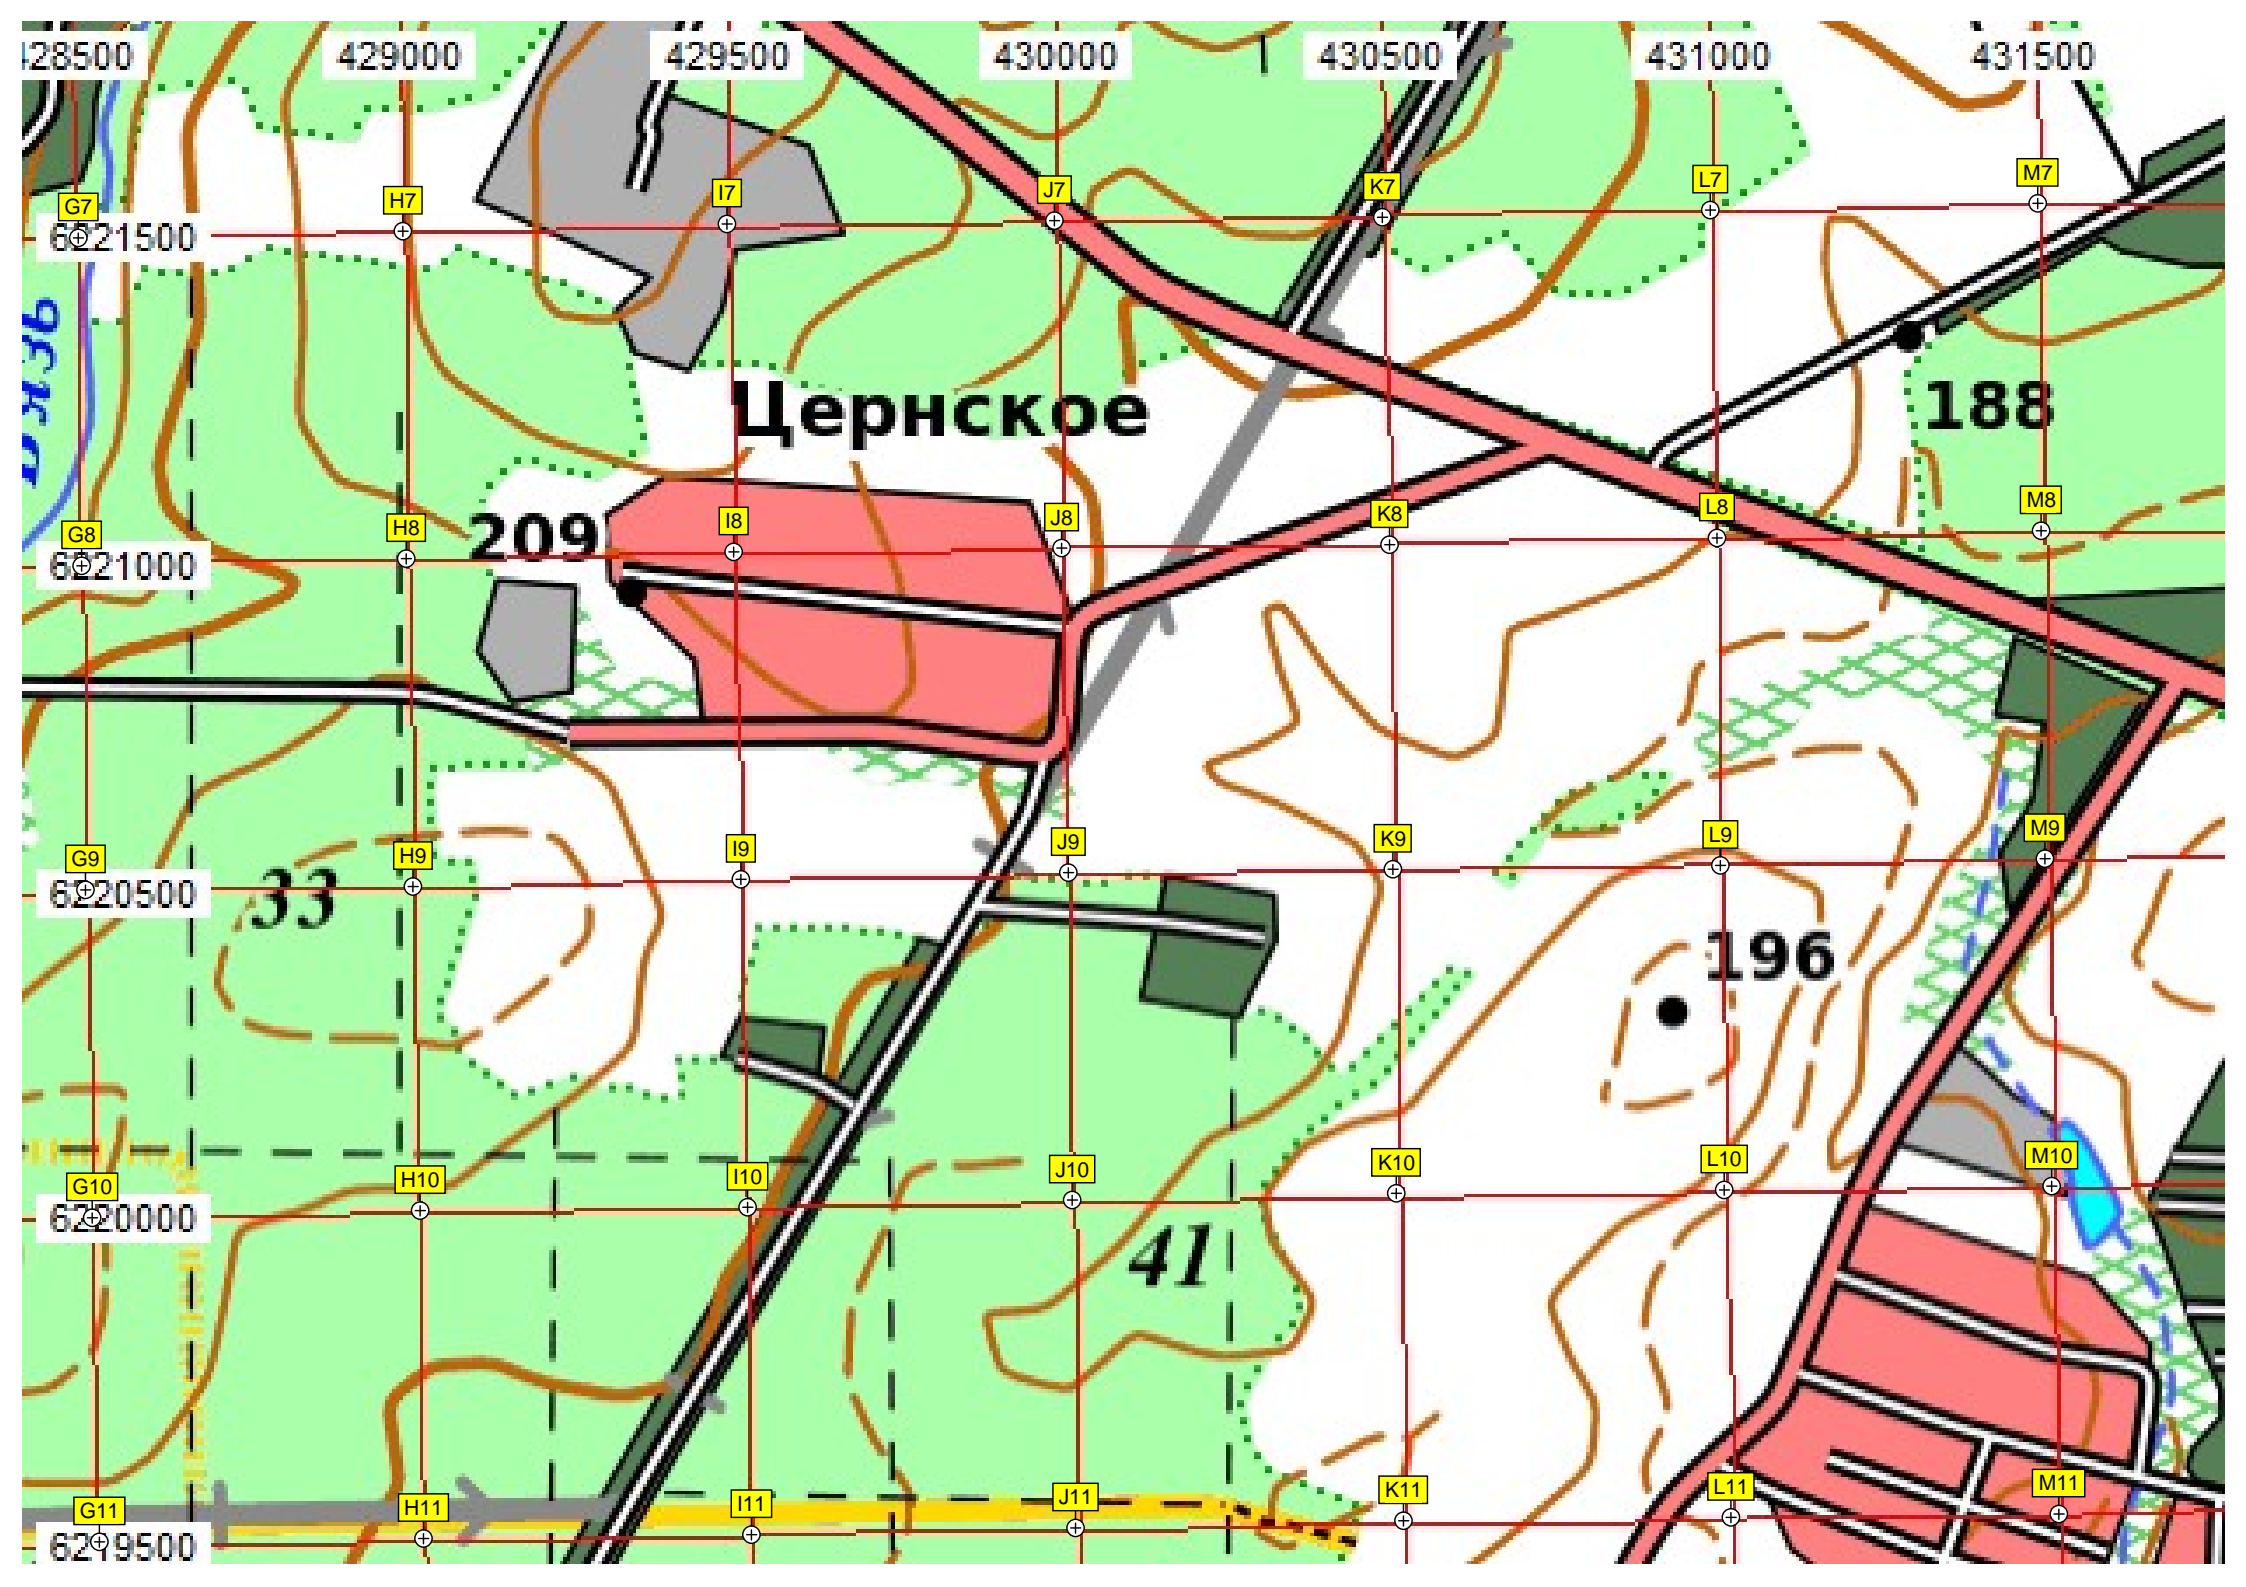 428500 429000 429500 430000 430500 431000 431500
G7 H7 I7 J7 K7 L7 M7
6221500
Цернское
188
209
G8 H8 I8 J8 K8 L8 M8
6221000
G9 H9 I9 J9 K9 L9 M9
6220500
33
196
G10 H10 I10 J10 K10 L10 M10
6220000
41
G11 H11 I11 J11 K11 L11 M11
6219500